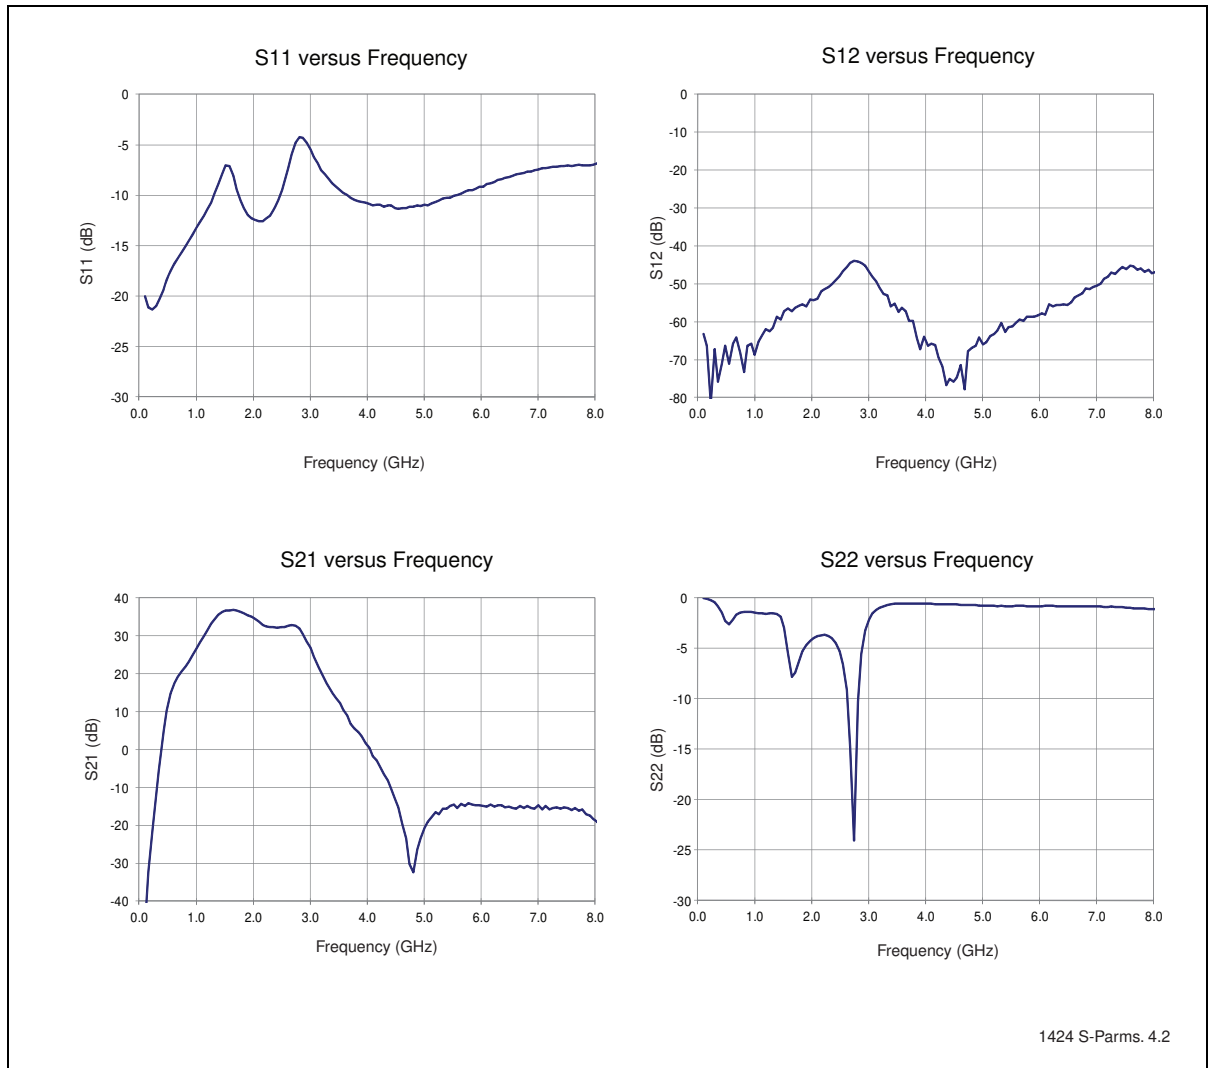 S11 versus Frequency
0
-5
-10
-15
-20
-25
-30
S11 (dB)
0.0 1.0 2.0 3.0 4.0 5.0 6.0 7.0 8.0
Frequency (GHz)
S12 versus Frequency
0
-10
-20
-30
-40
-50
-60
-70
-80
S12 (dB)
0.0 1.0 2.0 3.0 4.0 5.0 6.0 7.0 8.0
Frequency (GHz)
S21 versus Frequency
40
30
20
10
0
-10
-20
-30
-40
S21 (dB)
0.0 1.0 2.0 3.0 4.0 5.0 6.0 7.0 8.0
Frequency (GHz)
S22 versus Frequency
0
-5
-10
-15
-20
-25
-30
S22 (dB)
0.0 1.0 2.0 3.0 4.0 5.0 6.0 7.0 8.0
Frequency (GHz)
1424 S-Parms. 4.2